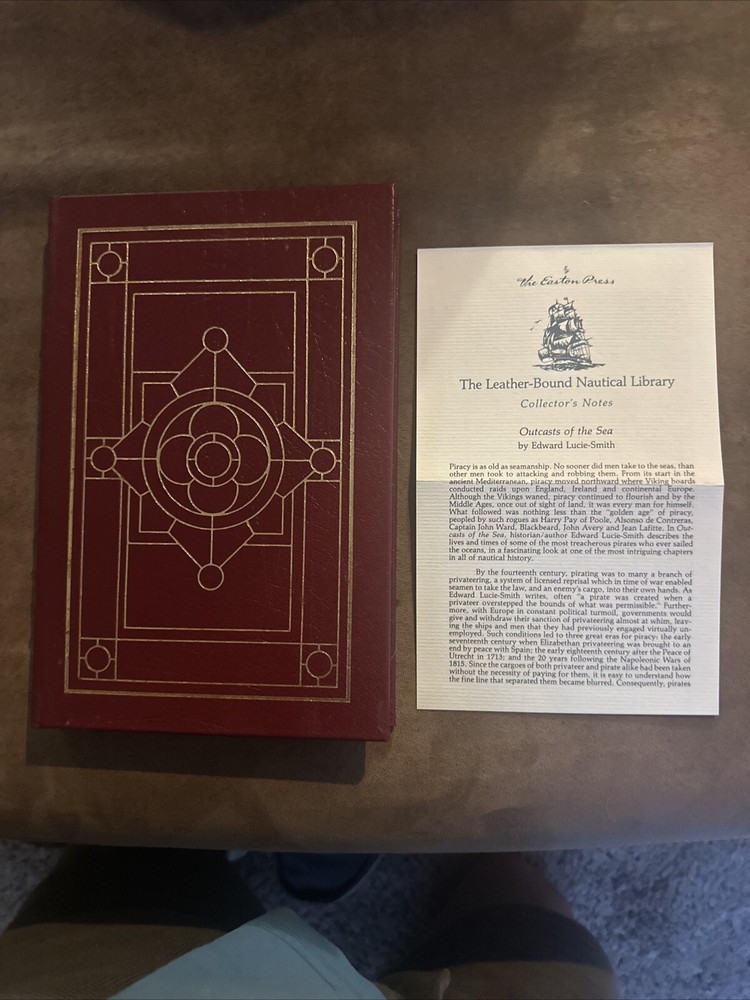 The Easton Press
The Leather-Bound Nautical Library
Collector's Notes
Outcasts of the Sea
by Edward Lucie-Smith
Piracy is as old as seamanship. No sooner did men take to the seas, than
other men took to attacking and robbing them. From its start in the
ancient Mediterranean, piracy moved northward where Viking hoards
conducted raids upon England, Ireland and continental Europe.
Although the Vikings waned, piracy continued to flourish and by the
Middle Ages, once out of sight of land, it was every man for himself.
What followed was nothing less than the "golden age" of piracy,
peopled by such rogues as Harry Pay of Poole, Alsonso de Contreras,
Captain John Ward, Blackbeard, John Avery and Jean Lafitte. In Out-
casts of the Sea, historian/author Edward Lucie-Smith describes the
lives and times of some of the most treacherous pirates who ever sailed
the oceans, in a fascinating look at one of the most intriguing chapters
in all of nautical history.
By the fourteenth century, pirating was to many a branch of
privateering, a system of licensed reprisal which in time of war enabled
seamen to take the law, and an enemy's cargo, into their own hands. As
Edward Lucie-Smith writes, often "a pirate was created when a
privateer overstepped the bounds of what was permissible." Further-
more, with Europe in constant political turmoil, governments would
give and withdraw their sanction of privateering almost at whim, leav-
ing the ships and men that they had previously engaged virtually un-
employed. Such conditions led to three great eras for piracy: the early
seventeenth century when Elizabethan privateering was brought to an
end by peace with Spain; the early eighteenth century after the Peace of
Utrecht in 1713; and the 20 years following the Napoleonic Wars of
1815. Since the cargoes of both privateer and pirate alike had been taken
without the necessity of paying for them, it is easy to understand how
the fine line that separated them became blurred. Consequently, pirates